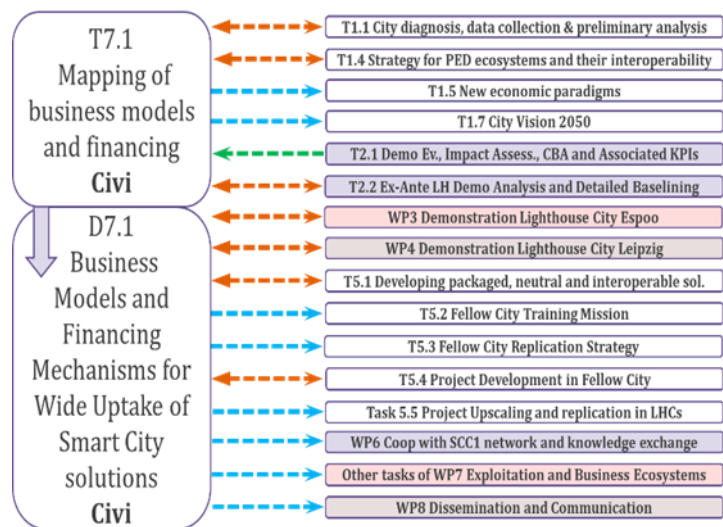 T7.1
Mapping of
business models
and financing
Civi
D7.1
Business
Models and
Financing
Mechanisms for
Wide Uptake of
Smart City
solutions
Civi
T1.1 City diagnosis, data collection & preliminary analysis
T1.4 Strategy for PED ecosystems and their interoperability
T1.5 New economic paradigms
T1.7 City Vision 2050
T2.1 Demo Ev., Impact Assess., CBA and Associated KPIs
T2.2 Ex-Ante LH Demo Analysis and Detailed Baselining
WP3 Demonstration Lighthouse City Espoo
WP4 Demonstration Lighthouse City Leipzig
T5.1 Developing packaged, neutral and interoperable sol.
T5.2 Fellow City Training Mission
T5.3 Fellow City Replication Strategy
T5.4 Project Development in Fellow City
Task 5.5 Project Upscaling and replication in LHCs
WP6 Coop with SCC1 network and knowledge exchange
Other tasks of WP7 Exploitation and Business Ecosystems
WP8 Dissemination and Communication